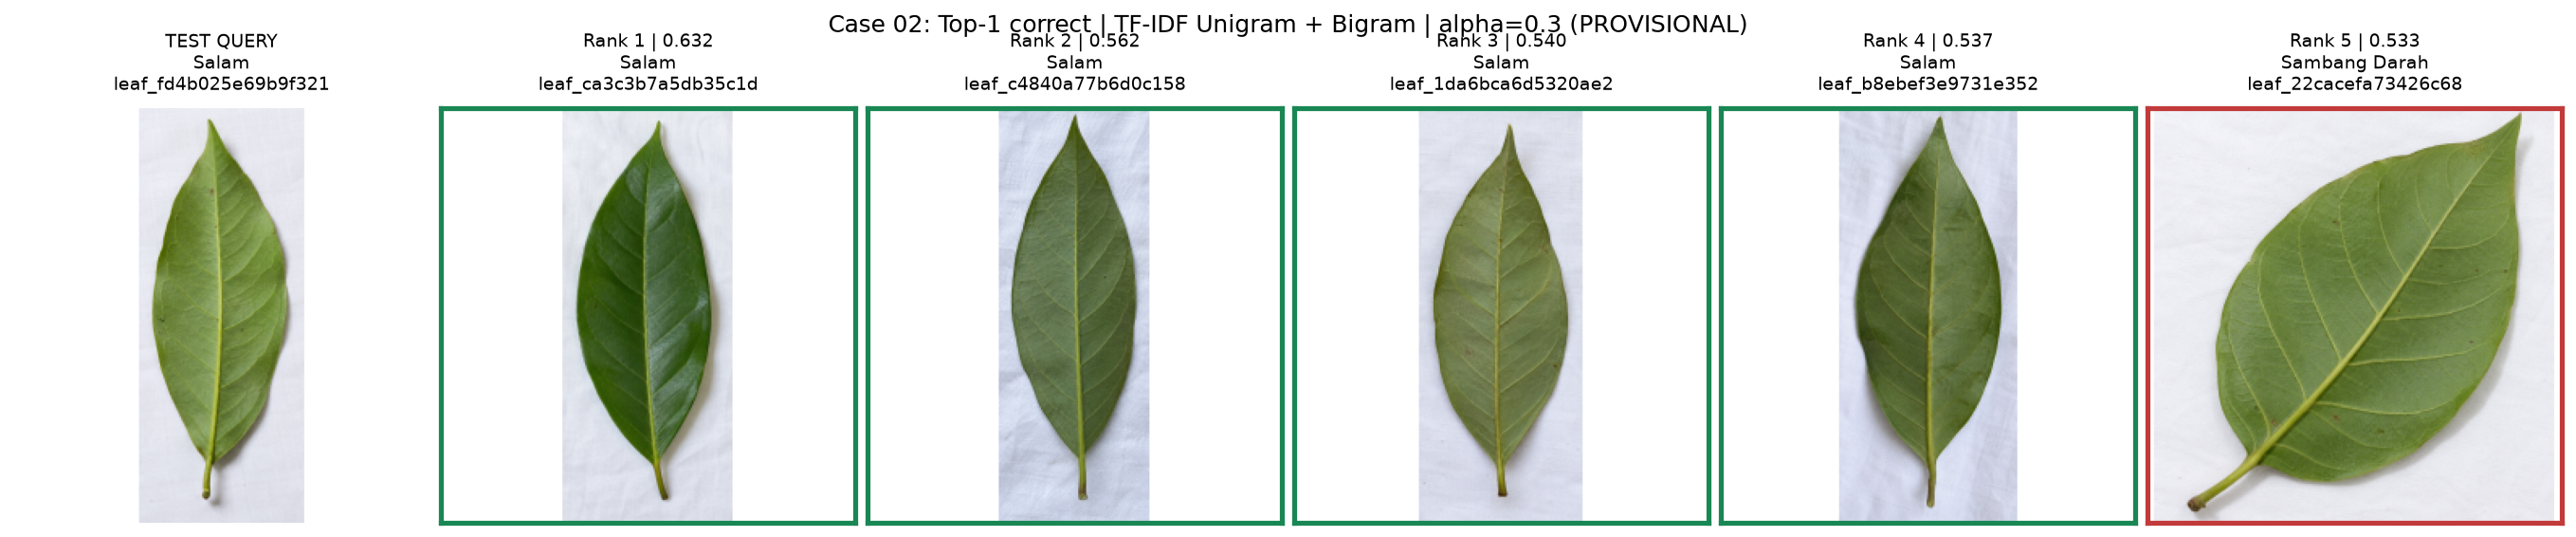 Case 02: Top-1 correct | TF-IDF Unigram + Bigram | alpha=0.3 (PROVISIONAL)
TEST QUERY
Salam
leaf_fd4b025e69b9f321
Rank 1 | 0.632
Salam
leaf_ca3c3b7a5db35c1d
Rank 2 | 0.562
Salam
leaf_c4840a77b6d0c158
Rank 3 | 0.540
Salam
leaf_1da6bca6d5320ae2
Rank 4 | 0.537
Salam
leaf_b8ebef3e9731e352
Rank 5 | 0.533
Sambang Darah
leaf_22cacefa73426c68